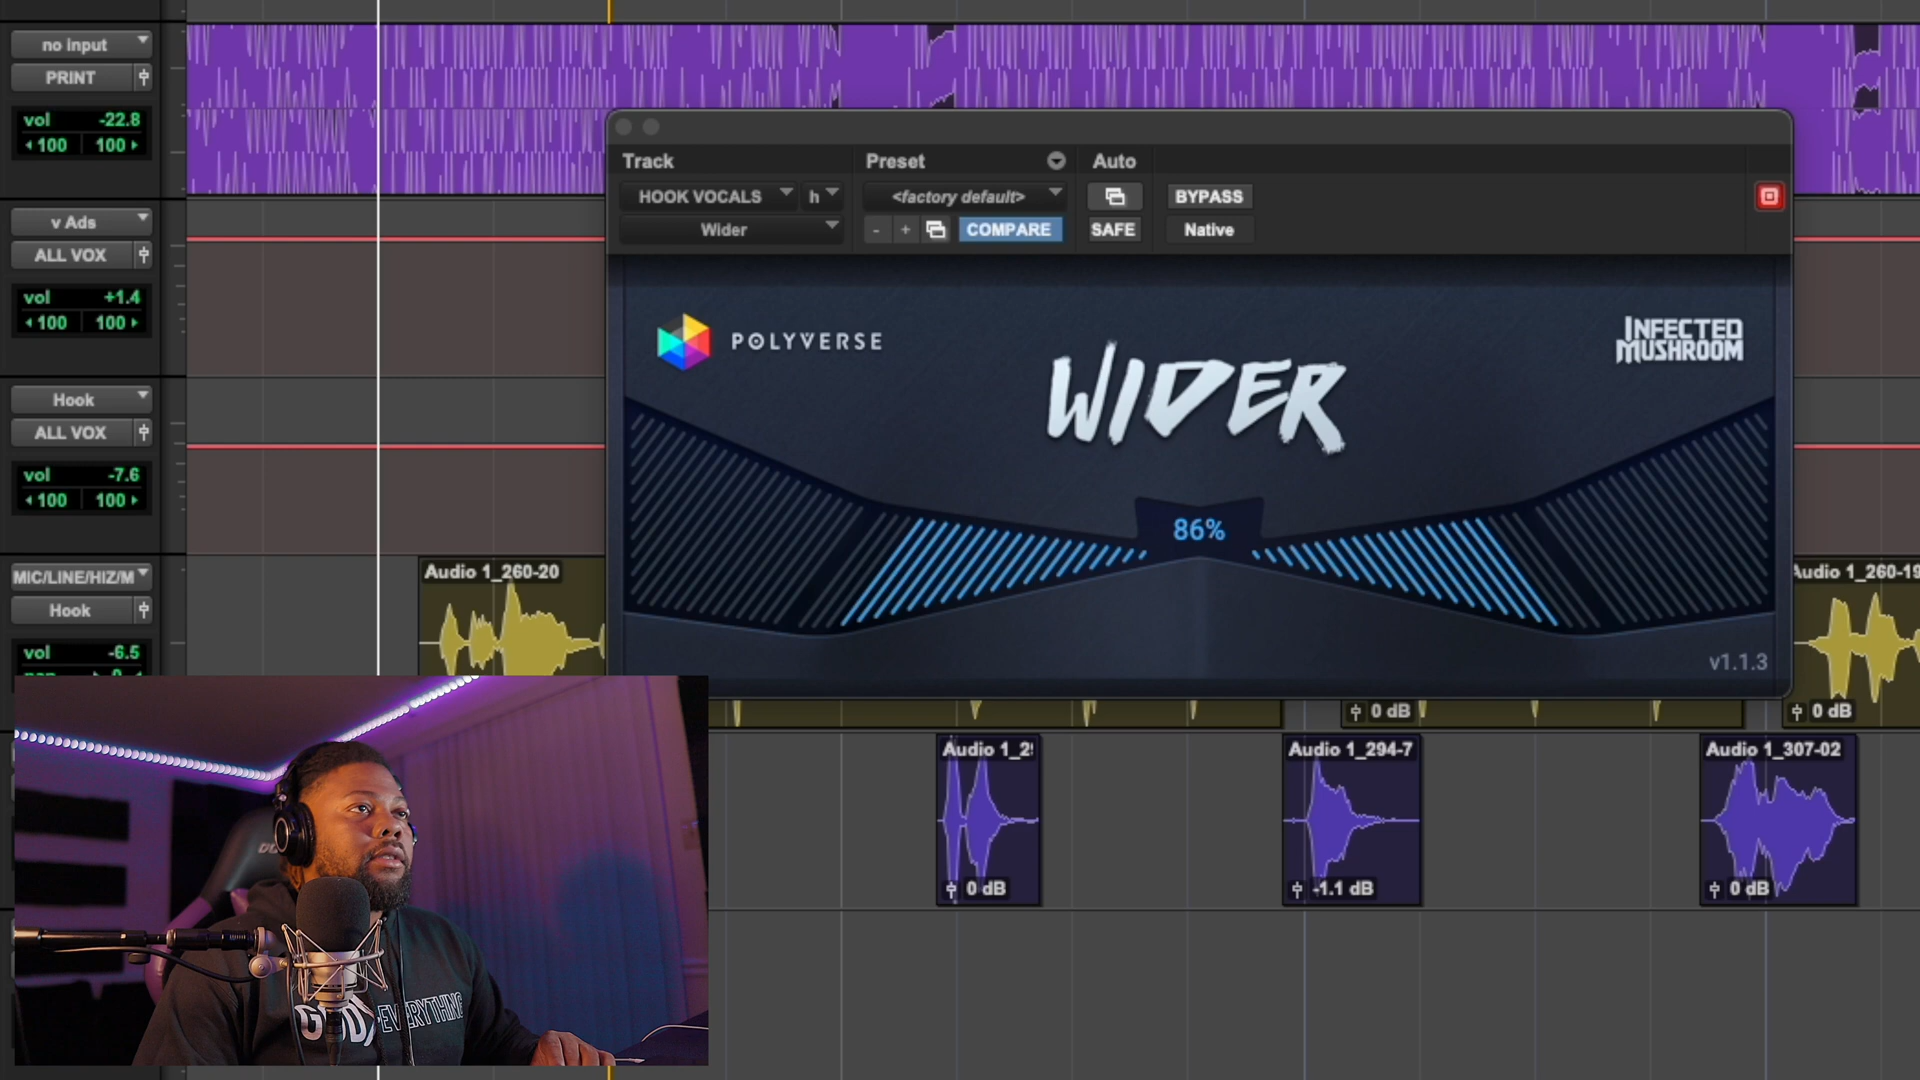 no input
PRINT
vol -22.8
100 100
v Ads
ALL VOX
vol +1.4
100 100
Hook
ALL VOX
vol -7.6
100 100
MIC/LINE/HIZ/M
Hook
vol -6.5
Track
Preset
Auto
HOOK VOCALS
h
<factory default>
BYPASS
Wider
- +
COMPARE
SAFE
Native
POLYVERSE
WIDER
INFECTED
MUSHROOM
86%
v1.1.3
Audio 1_260-20
Audio 1_260-19
0 dB
0 dB
Audio 1_29
Audio 1_294-7
Audio 1_307-02
0 dB
-1.1 dB
0 dB
EVERYTHING